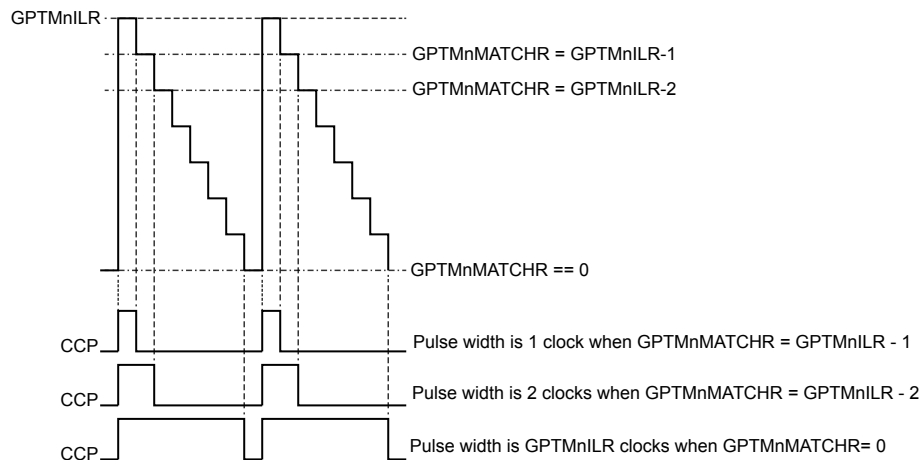 GPTMnILR
GPTMnMATCHR = GPTMnILR-1
GPTMnMATCHR = GPTMnILR-2
GPTMnMATCHR == 0
CCP
Pulse width is 1 clock when GPTMnMATCHR = GPTMnILR - 1
CCP
Pulse width is 2 clocks when GPTMnMATCHR = GPTMnILR - 2
CCP
Pulse width is GPTMnILR clocks when GPTMnMATCHR= 0